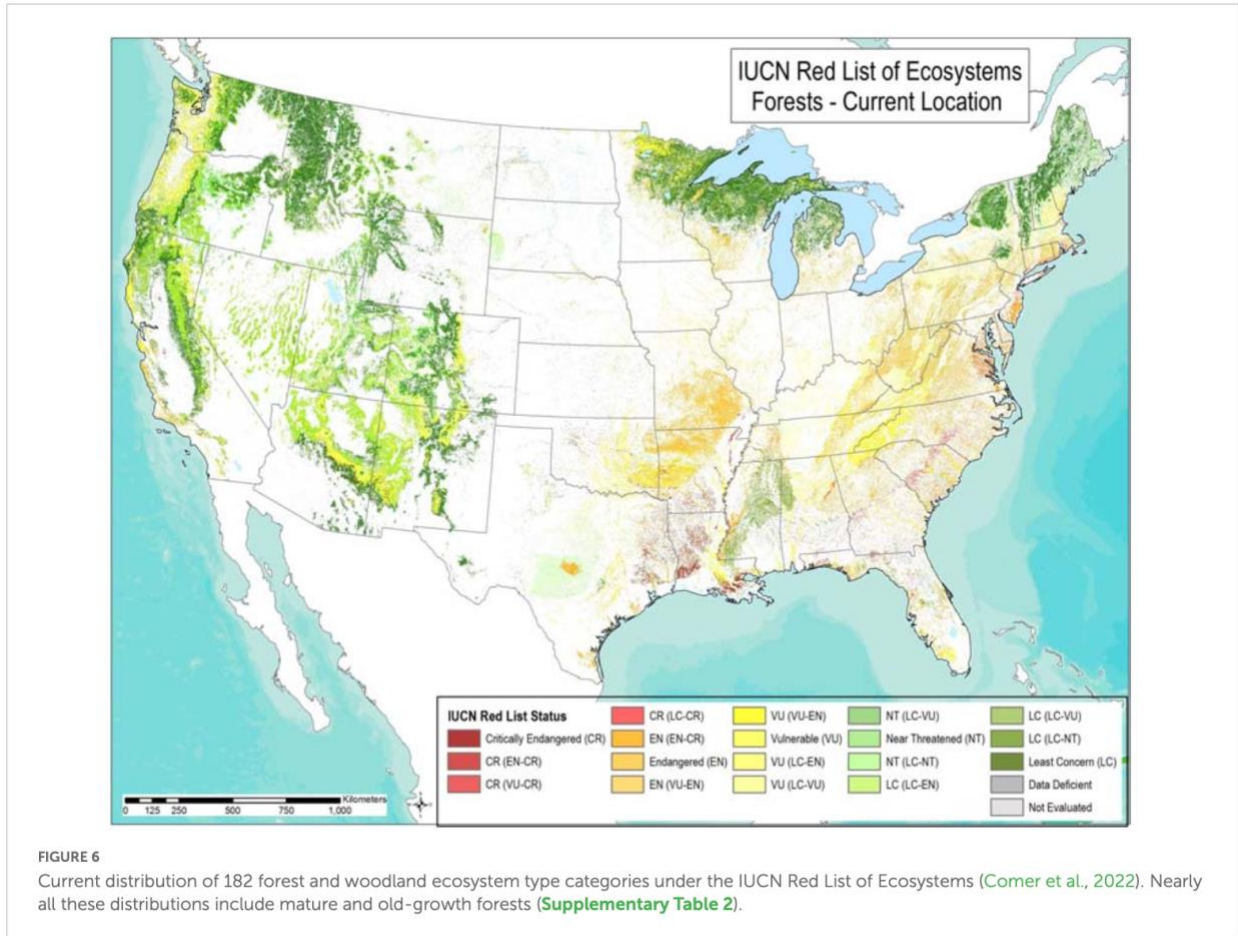 IUCN Red List of Ecosystems
Forests - Current Location
IUCN Red List Status
Critically Endangered (CR)
CR (EN-CR)
CR (VU-CR)
CR (LC-CR)
EN (EN-CR)
Endangered (EN)
EN (VU-EN)
VU (VU-EN)
Vulnerable (VU)
VU (LC-EN)
VU (LC-VU)
NT (LC-VU)
Near Threatened (NT)
NT (LC-NT)
LC (LC-EN)
LC (LC-VU)
LC (LC-NT)
Least Concern (LC)
Data Deficient
Not Evaluated
Kilometers
0 125 250 500 750 1,000
FIGURE 6
Current distribution of 182 forest and woodland ecosystem type categories under the IUCN Red List of Ecosystems (Comer et al., 2022). Nearly
all these distributions include mature and old-growth forests (Supplementary Table 2).